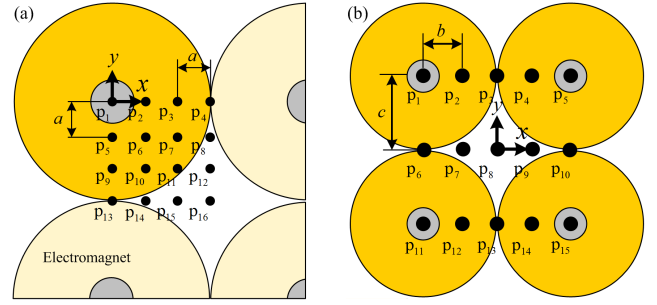 (a)
y
x
a
a
p1 p2 p3 p4
p5 p6 p7 p8
p9 p10 p11 p12
p13 p14 p15 p16
Electromagnet
(b)
b
c
p1 p2 p3 p4 p5
y
x
p6 p7 p8 p9 p10
p11 p12 p13 p14 p15